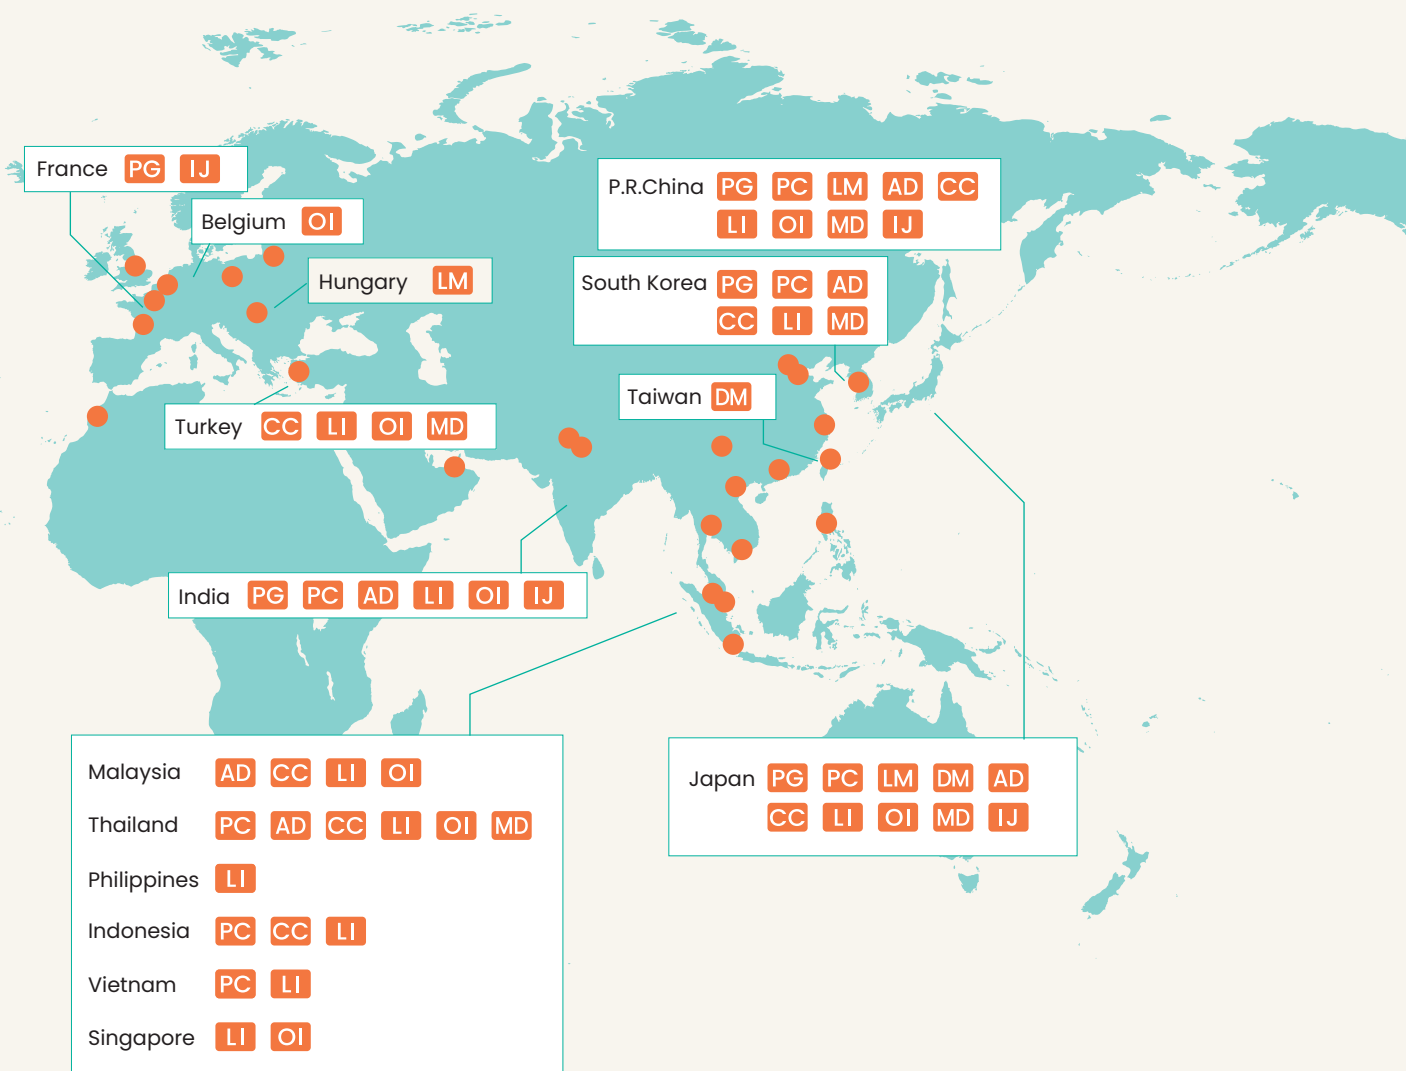 France PG IJ
Belgium OI
Hungary LM
P.R.China PG PC LM AD CC
LI OI MD IJ
South Korea PG PC AD
CC LI MD
Taiwan DM
Turkey CC LI OI MD
India PG PC AD LI OI IJ
Malaysia AD CC LI OI
Thailand PC AD CC LI OI MD
Philippines LI
Indonesia PC CC LI
Vietnam PC LI
Singapore LI OI
Japan PG PC LM DM AD
CC LI OI MD IJ